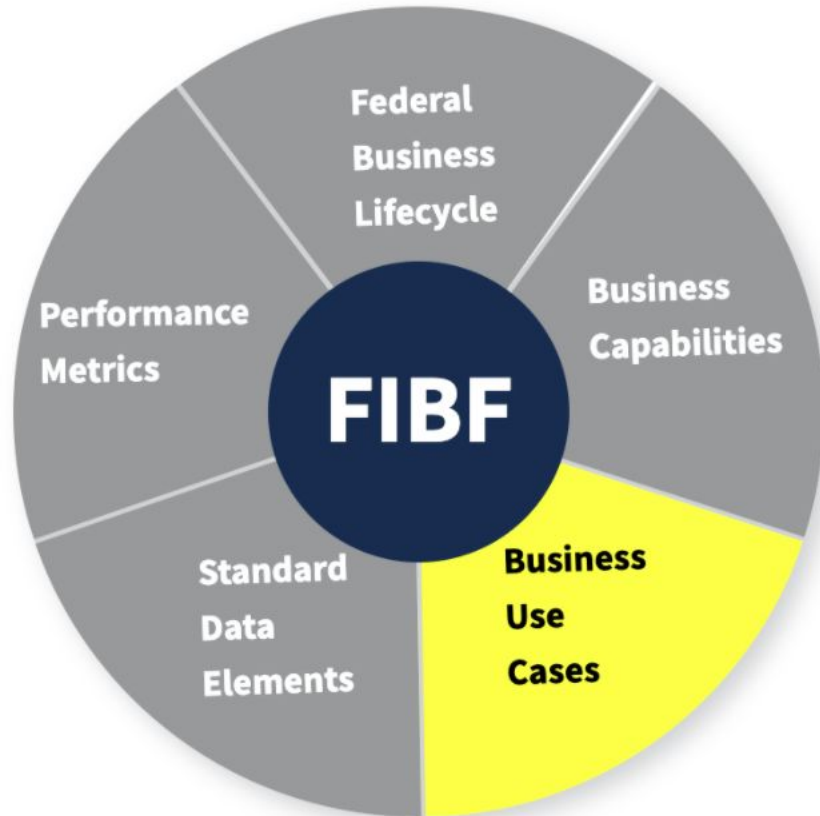 Federal
Business
Lifecycle
Business
Capabilities
Business
Use
Cases
Standard
Data
Elements
Performance
Metrics
FIBF